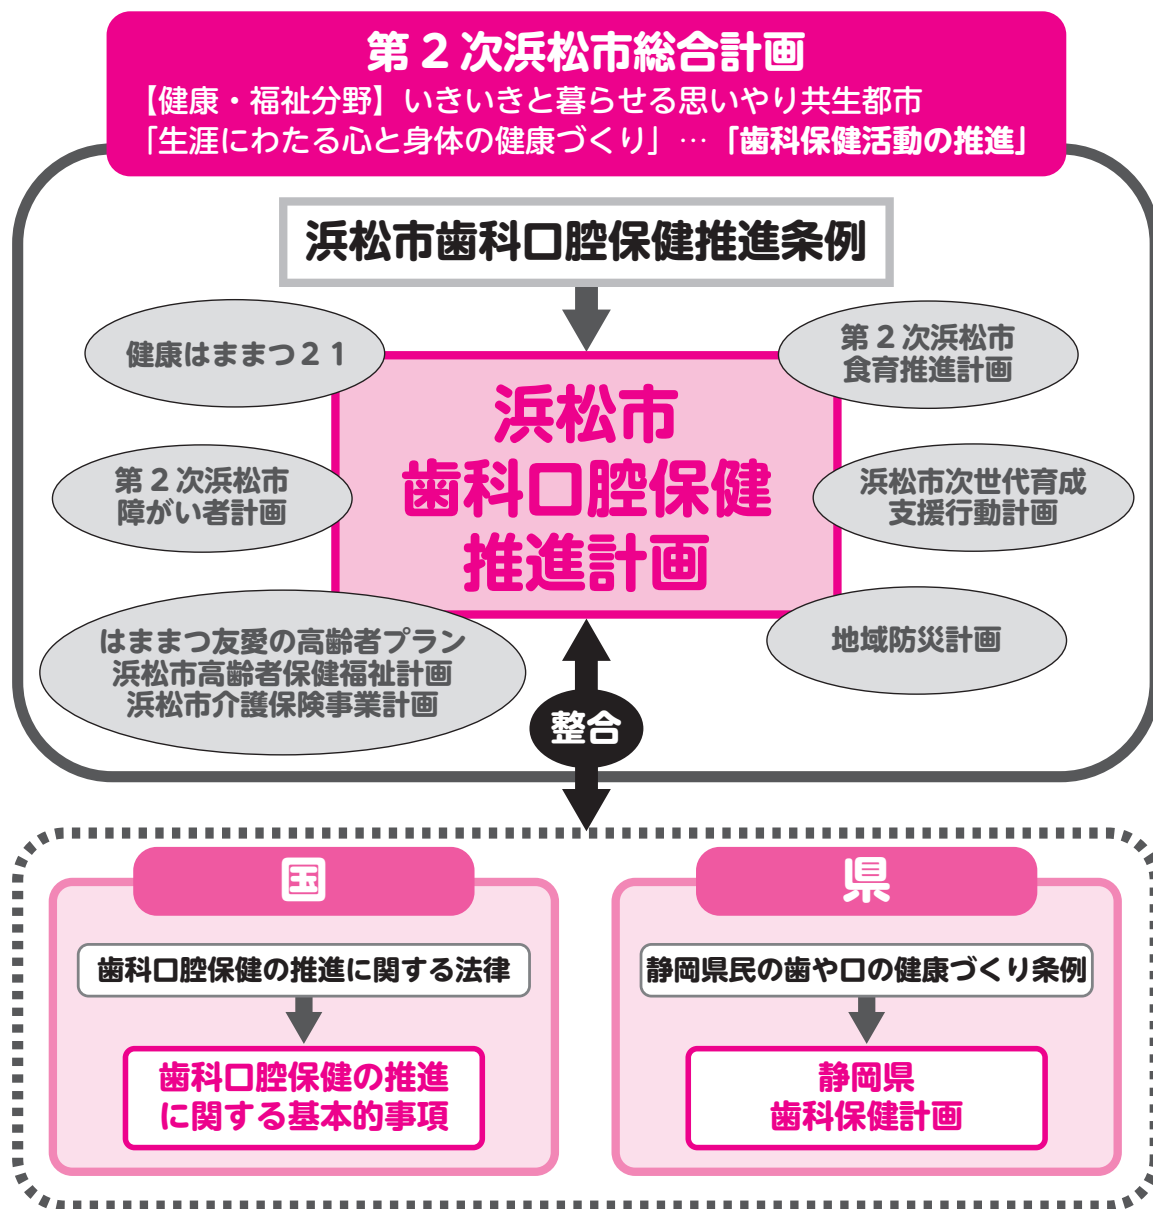 第2次浜松市総合計画
【健康・福祉分野】いきいきと暮らせる思いやり共生都市
「生涯にわたる心と身体の健康づくり」…「歯科保健活動の推進」
浜松市歯科口腔保健推進条例
健康はままつ21
第2次浜松市
食育推進計画
浜松市
歯科口腔保健
推進計画
第2次浜松市
障がい者計画
浜松市次世代育成
支援行動計画
はままつ友愛の高齢者プラン
浜松市高齢者保健福祉計画
浜松市介護保険事業計画
地域防災計画
整合
国
歯科口腔保健の推進に関する法律
歯科口腔保健の推進
に関する基本的事項
県
静岡県民の歯や口の健康づくり条例
静岡県
歯科保健計画